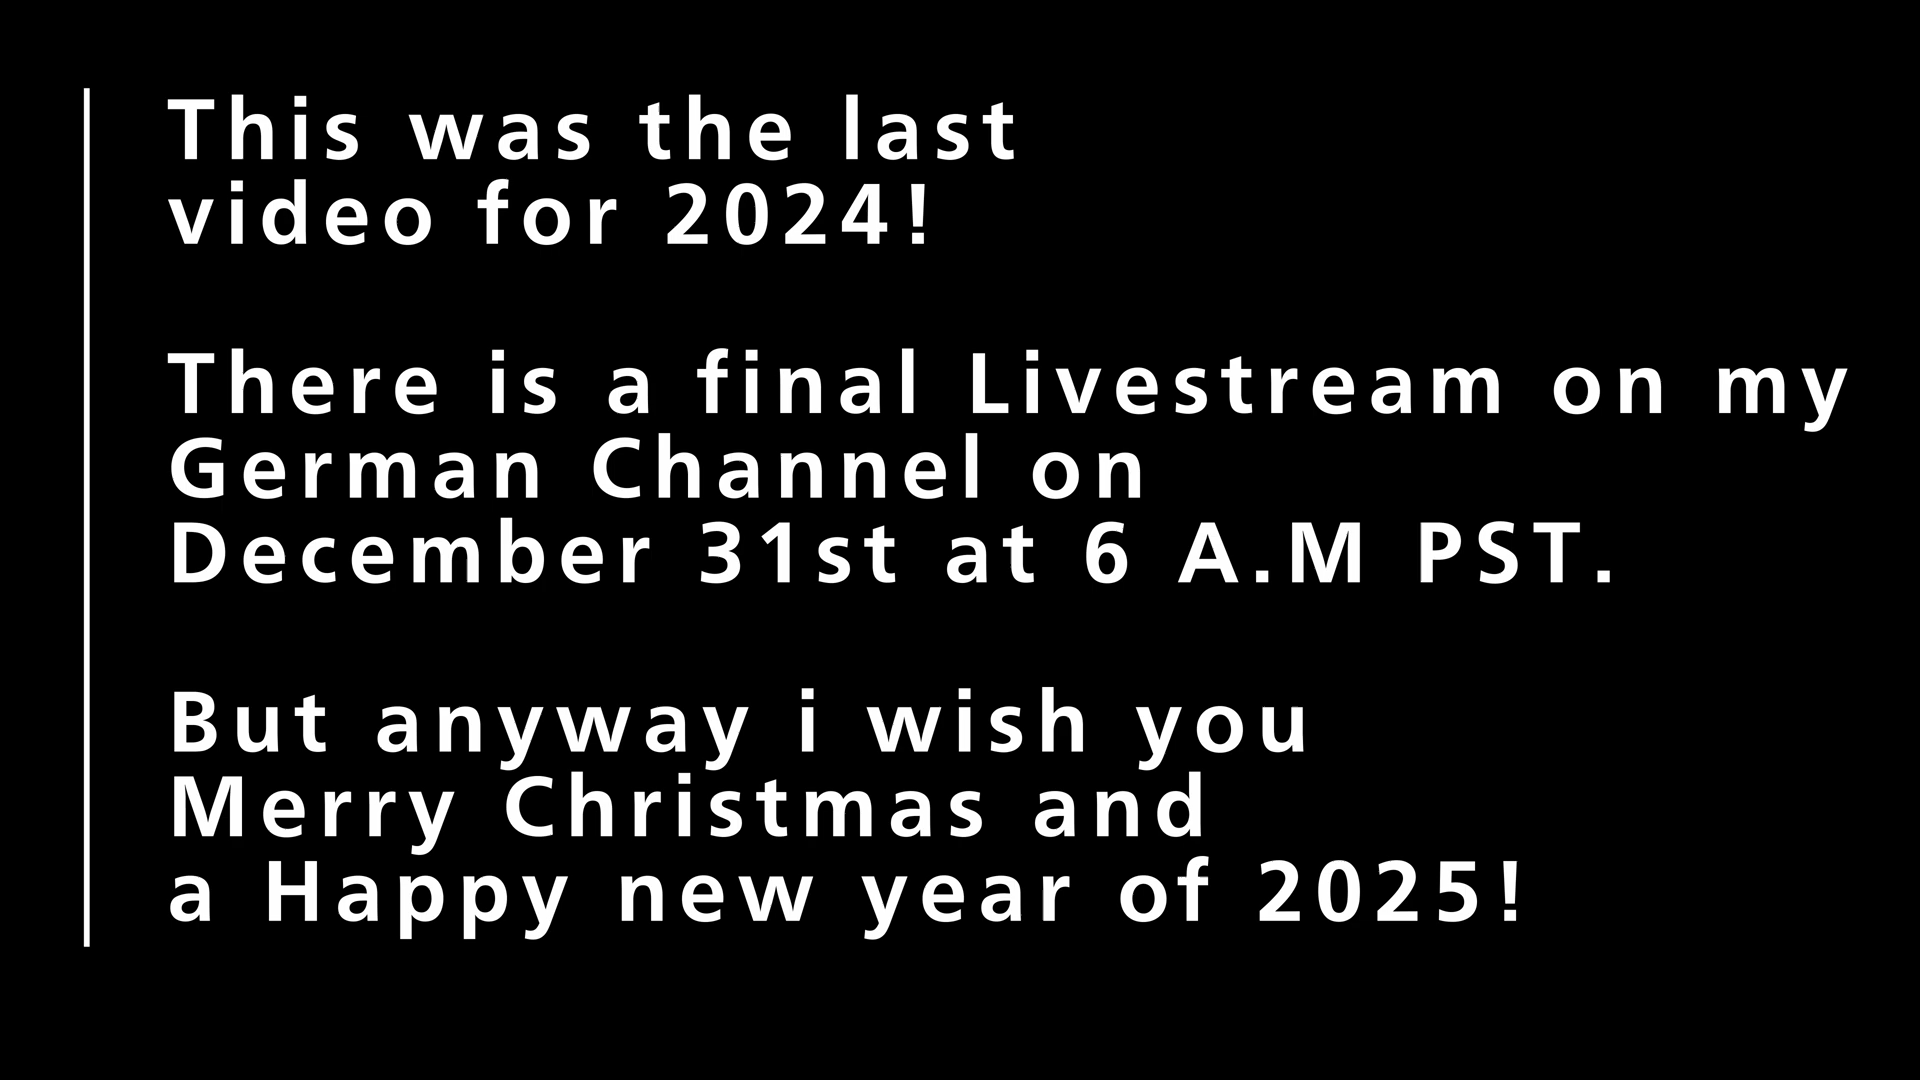 This was the last
video for 2024!
There is a final Livestream on my
German Channel on
December 31st at 6 A.M PST.
But anyway i wish you
Merry Christmas and
a Happy new year of 2025!